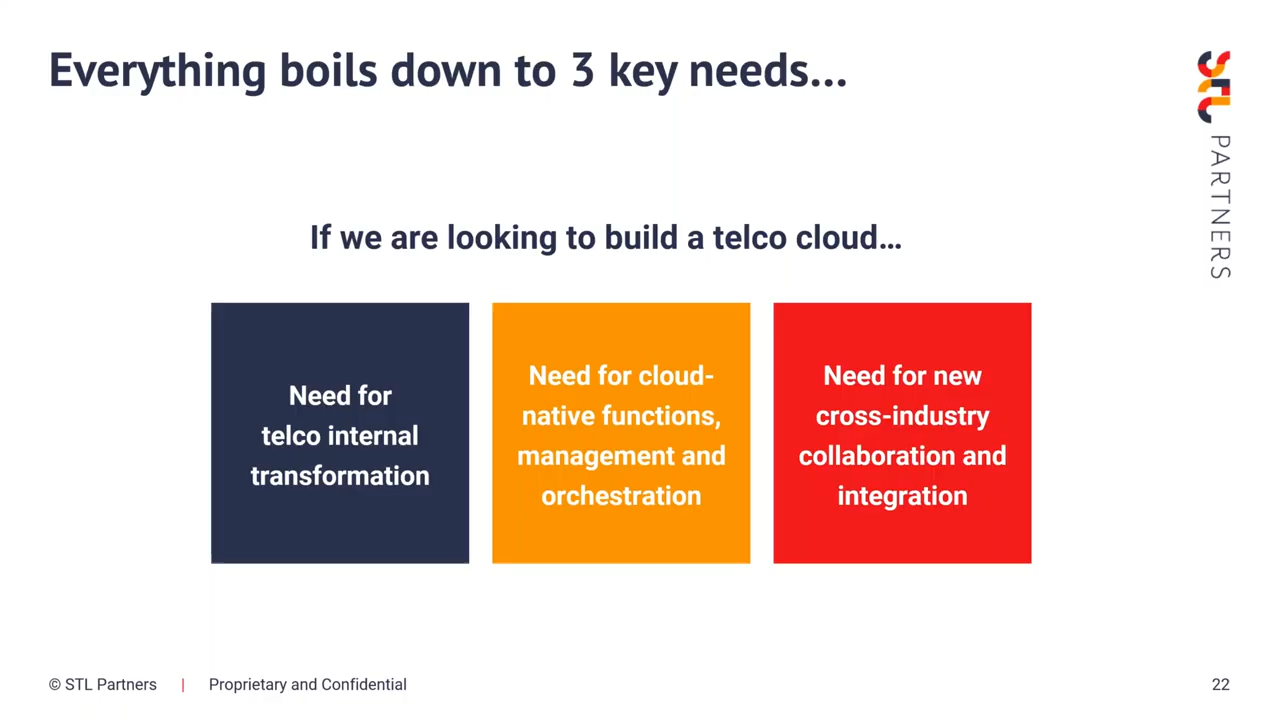 Everything boils down to 3 key needs...
STL
PARTNERS
If we are looking to build a telco cloud...
Need for
telco internal
transformation
Need for cloud-
native functions,
management and
orchestration
Need for new
cross-industry
collaboration and
integration
© STL Partners | Proprietary and Confidential
22